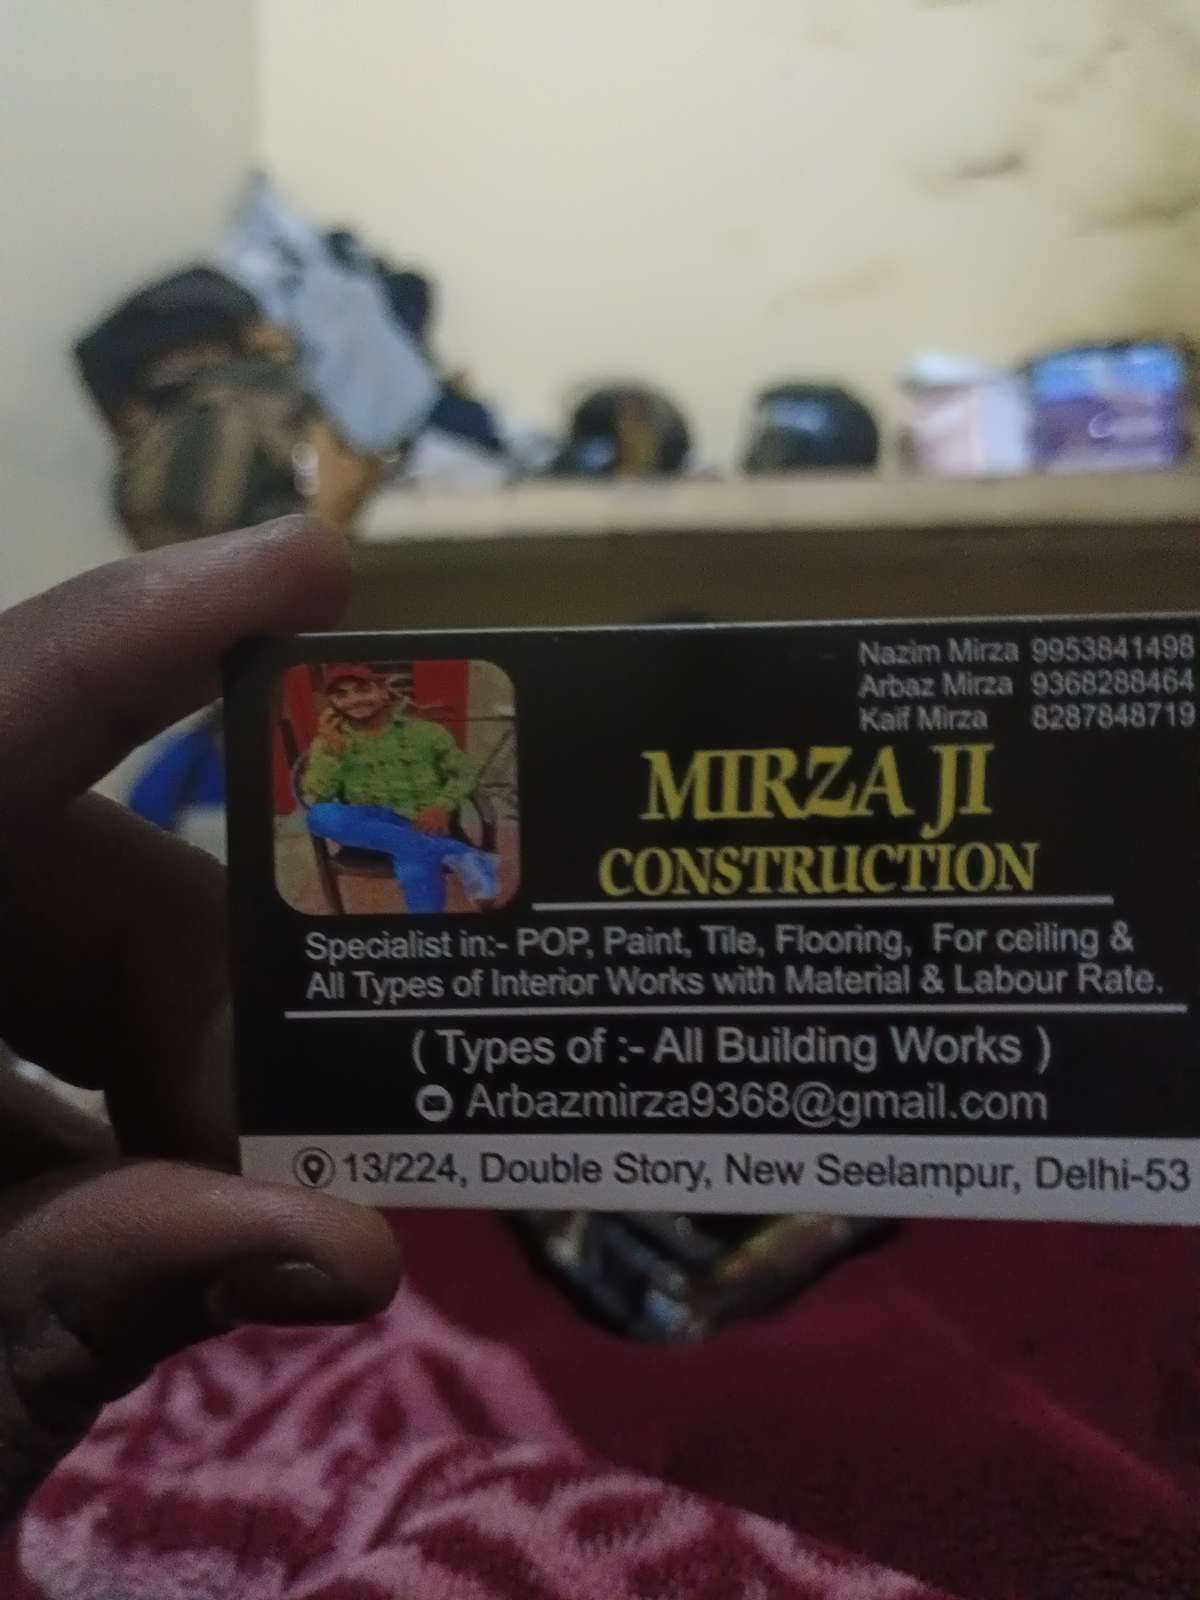 Nazim Mirza 9953841498
Arbaz Mirza 9368288464
Kaif Mirza 8287848719
MIRZA JI
CONSTRUCTION
Specialist in:- POP, Paint, Tile, Flooring, For ceiling &
All Types of Interior Works with Material & Labour Rate.
( Types of :- All Building Works )
Arbazmirza9368@gmail.com
13/224, Double Story, New Seelampur, Delhi-53